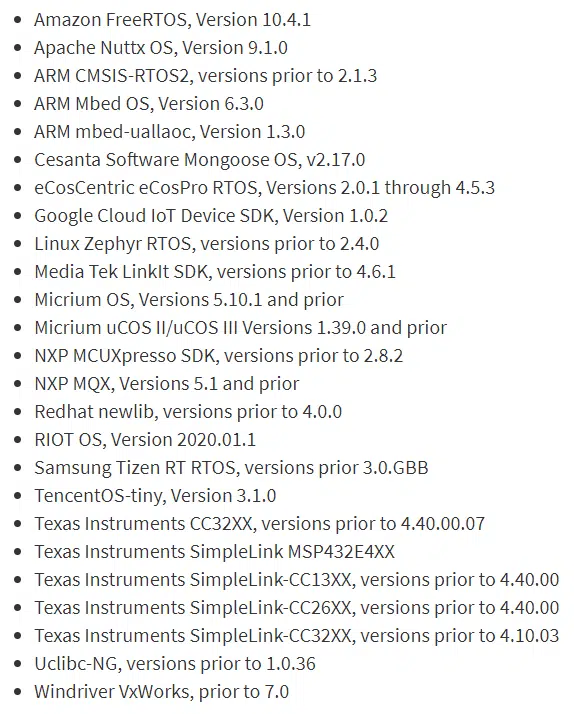 Amazon FreeRTOS, Version 10.4.1
Apache Nuttx OS, Version 9.1.0
ARM CMSIS-RTOS2, versions prior to 2.1.3
ARM Mbed OS, Version 6.3.0
ARM mbed-uallaoc, Version 1.3.0
Cesanta Software Mongoose OS, v2.17.0
eCosCentric eCosPro RTOS, Versions 2.0.1 through 4.5.3
Google Cloud IoT Device SDK, Version 1.0.2
Linux Zephyr RTOS, versions prior to 2.4.0
Media Tek LinkIt SDK, versions prior to 4.6.1
Micrium OS, Versions 5.10.1 and prior
Micrium uCOS II/uCOS III Versions 1.39.0 and prior
NXP MCUXpresso SDK, versions prior to 2.8.2
NXP MQX, Versions 5.1 and prior
Redhat newlib, versions prior to 4.0.0
RIOT OS, Version 2020.01.1
Samsung Tizen RT RTOS, versions prior 3.0.GBB
TencentOS-tiny, Version 3.1.0
Texas Instruments CC32XX, versions prior to 4.40.00.07
Texas Instruments SimpleLink MSP432E4XX
Texas Instruments SimpleLink-CC13XX, versions prior to 4.40.00
Texas Instruments SimpleLink-CC26XX, versions prior to 4.40.00
Texas Instruments SimpleLink-CC32XX, versions prior to 4.10.03
Uclibc-NG, versions prior to 1.0.36
Windriver VxWorks, prior to 7.0